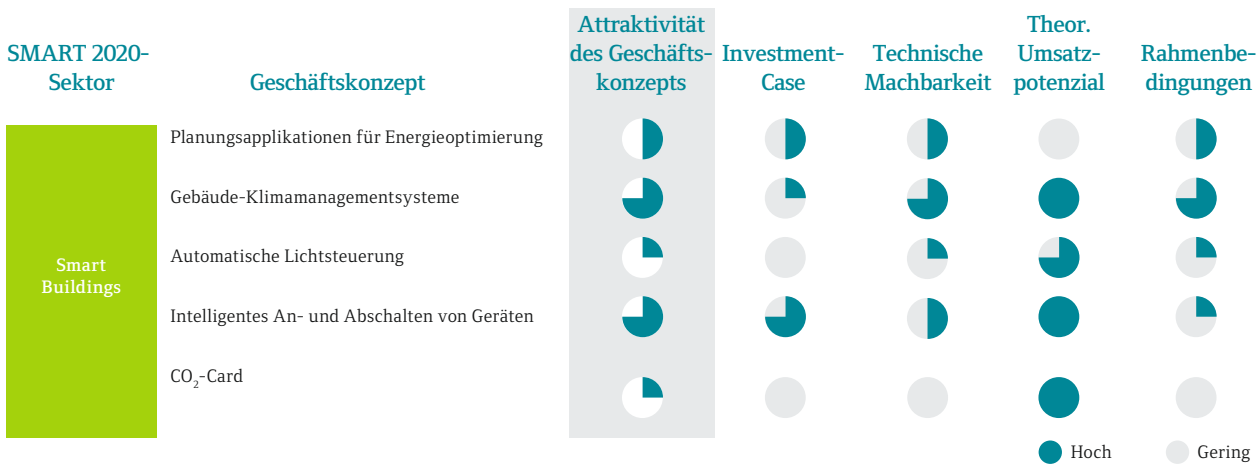 SMART 2020-
Sektor
Geschäftskonzept
Attraktivität
des Geschäfts-
konzepts
Investment-
Case
Technische
Machbarkeit
Theor.
Umsatz-
potenzial
Rahmenbe-
dingungen
Smart
Buildings
Planungsapplikationen für Energieoptimierung
Gebäude-Klimamanagementsysteme
Automatische Lichtsteuerung
Intelligentes An- und Abschalten von Geräten
CO₂-Card
Hoch
Gering